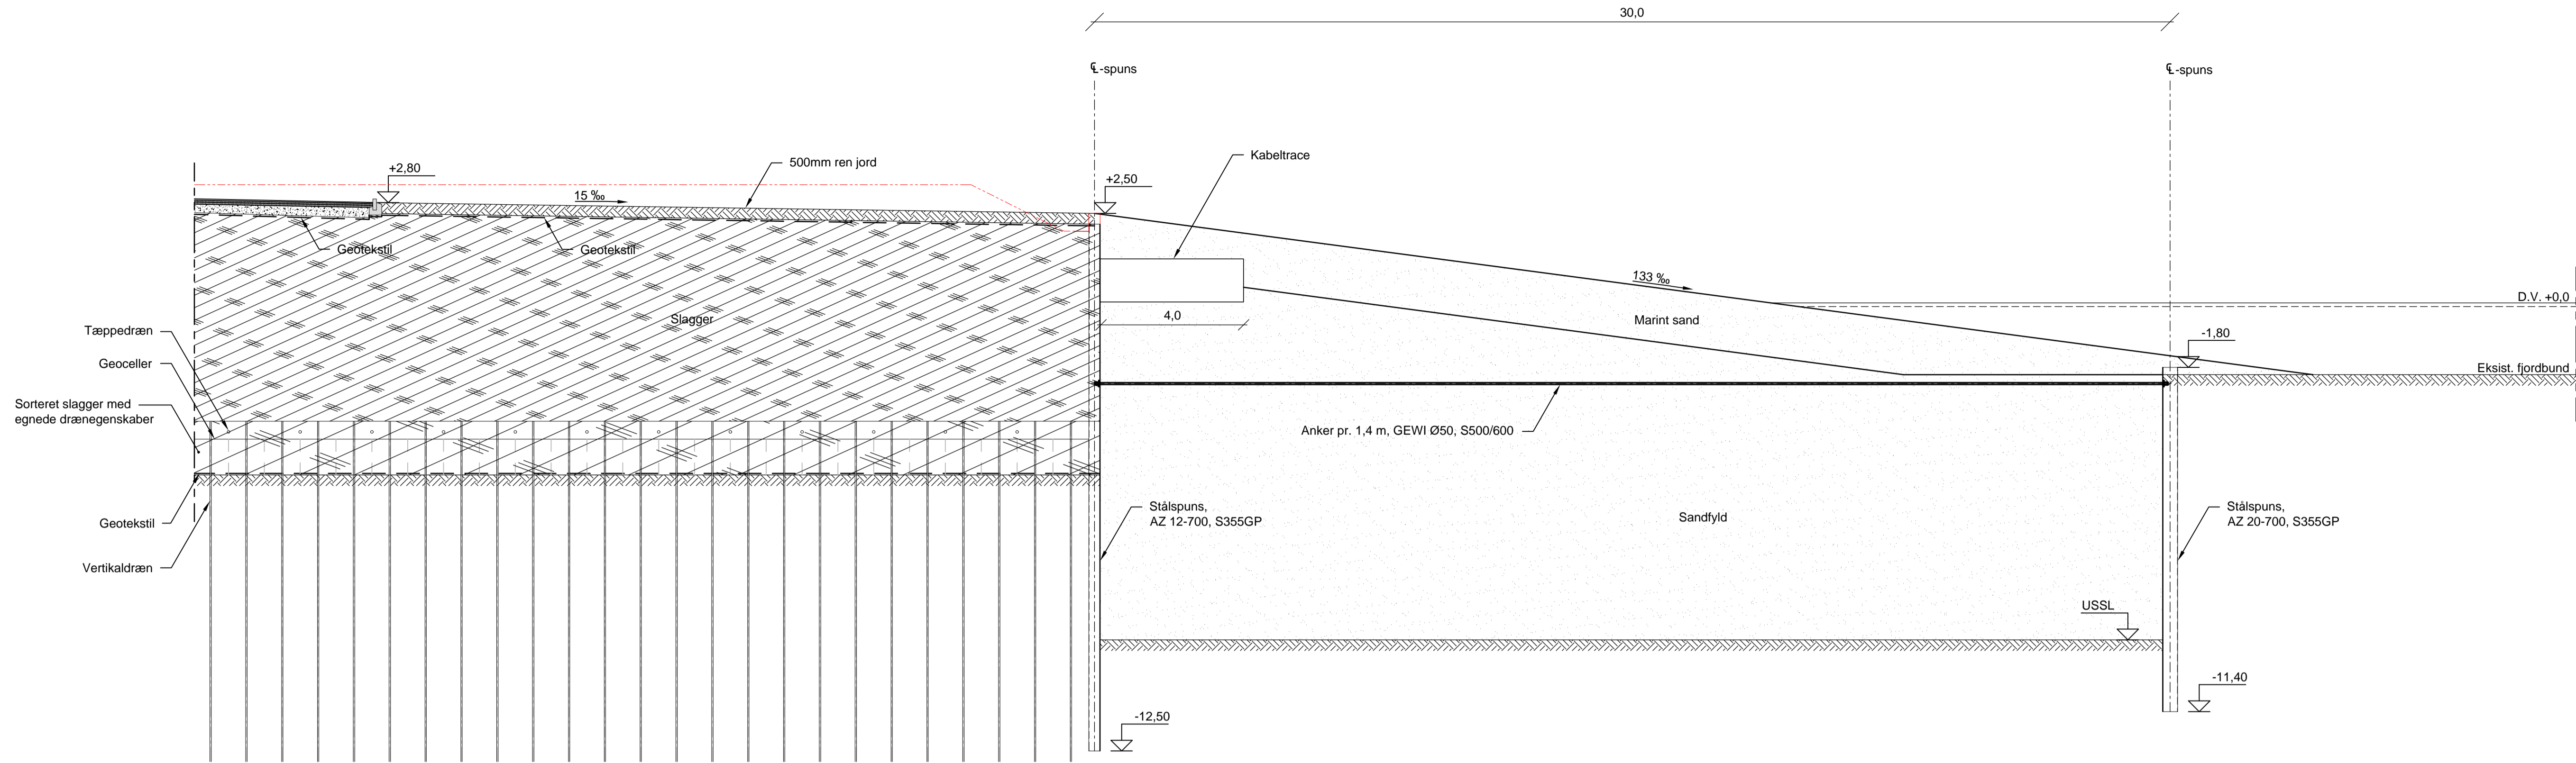 30,0
℄-spuns
℄-spuns
+2,80
500mm ren jord
Kabeltrace
+2,50
15 ‰
Geotekstil
Geotekstil
133 ‰
D.V. +0,0
Slagger
4,0
Marint sand
-1,80
Tæppedræn
Geoceller
Eksist. fjordbund
Sorteret slagger med
egnede drænegenskaber
Anker pr. 1,4 m, GEWI Ø50, S500/600
Geotekstil
Stålspuns,
AZ 12-700, S355GP
Sandfyld
Stålspuns,
AZ 20-700, S355GP
Vertikaldræn
USSL
-11,40
-12,50